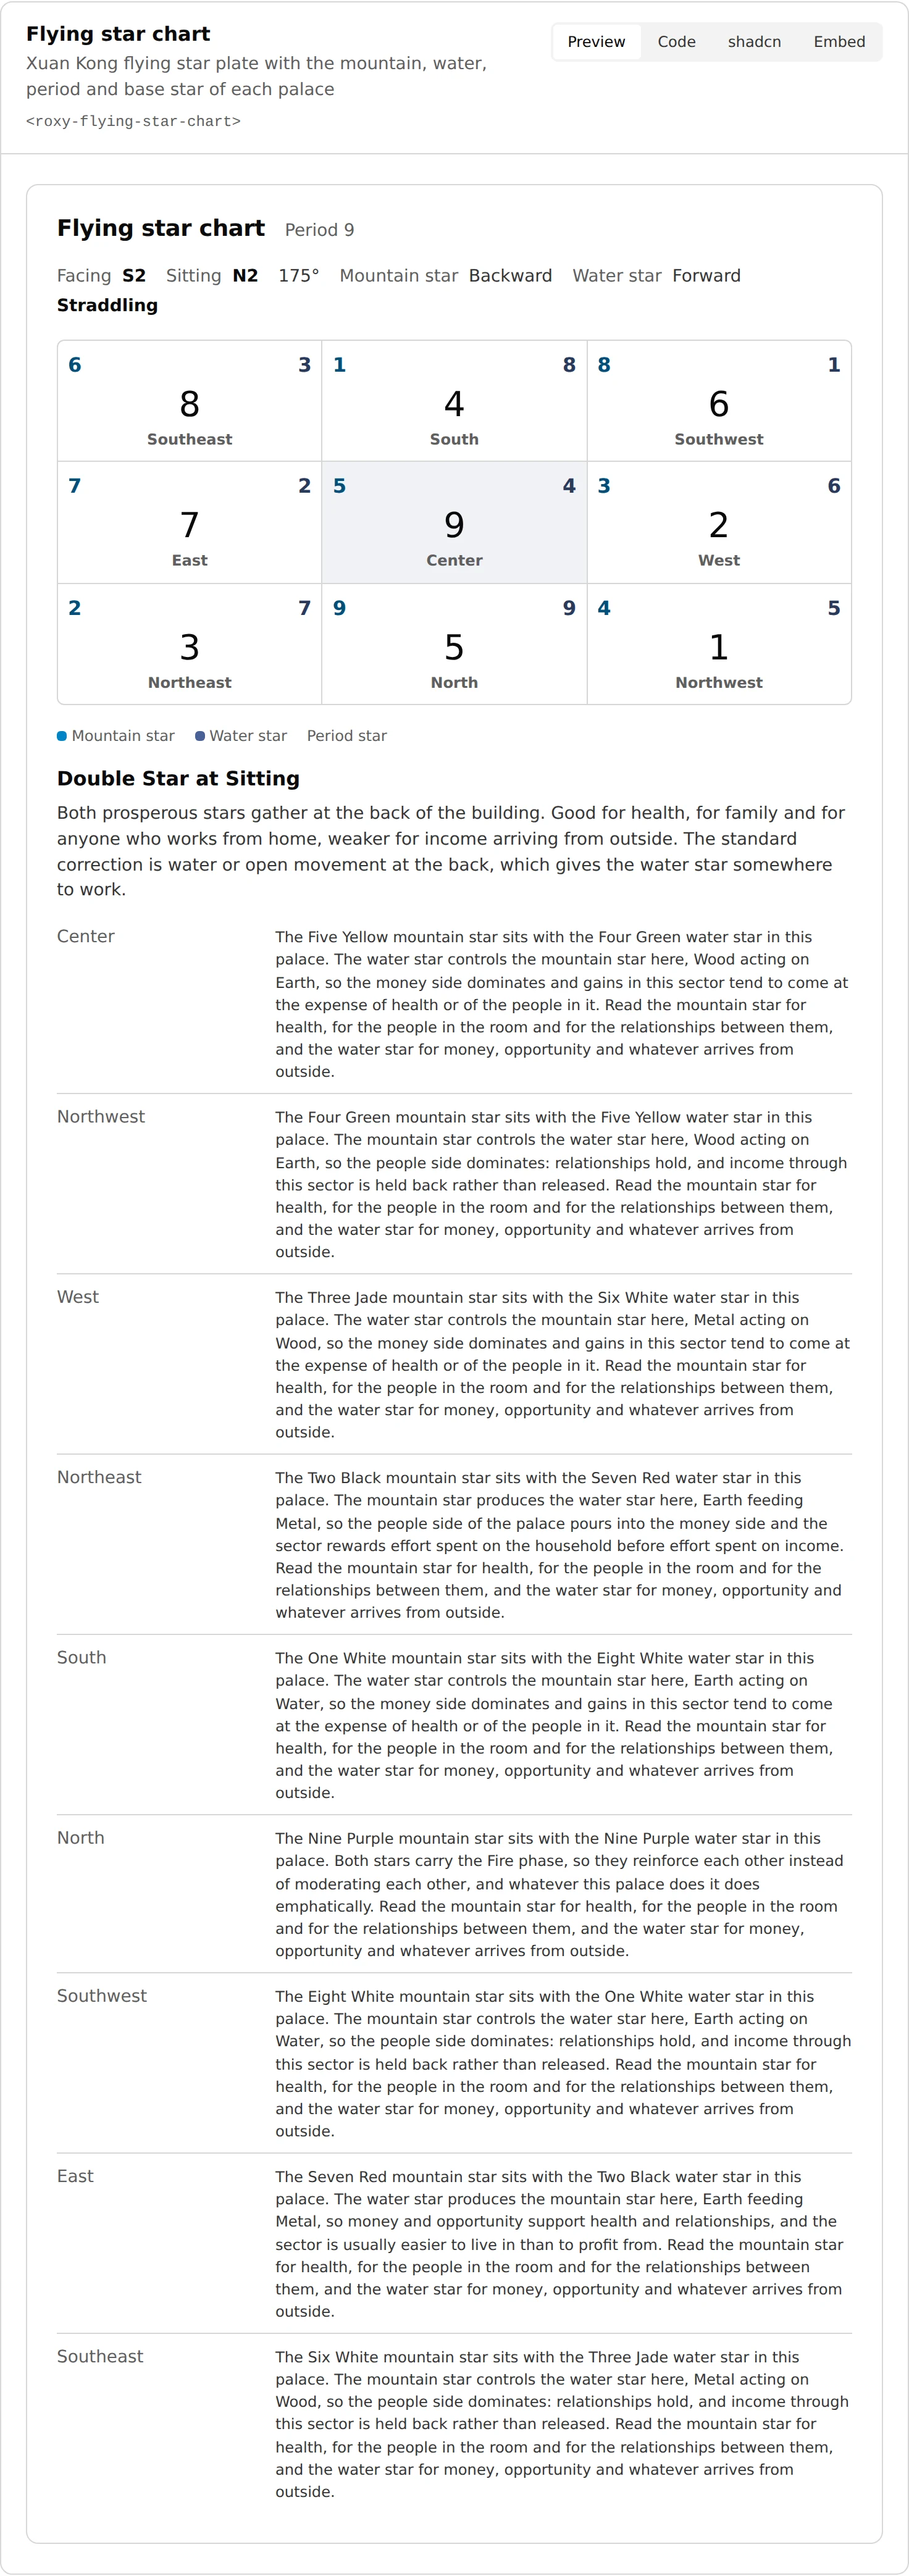 Flying star chart
Xuan Kong flying star plate with the mountain, water,
period and base star of each palace
<roxy-flying-star-chart>
Preview Code shadcn Embed
Flying star chart Period 9
Facing S2 Sitting N2 175° Mountain star Backward Water star Forward
Straddling
6 3 1 8 8 1
8 4 6
Southeast South Southwest
7 2 5 4 3 6
7 9 2
East Center West
2 7 9 9 4 5
3 5 1
Northeast North Northwest
Mountain star Water star Period star
Double Star at Sitting
Both prosperous stars gather at the back of the building. Good for health, for family and for
anyone who works from home, weaker for income arriving from outside. The standard
correction is water or open movement at the back, which gives the water star somewhere
to work.
Center
The Five Yellow mountain star sits with the Four Green water star in this
palace. The water star controls the mountain star here, Wood acting on
Earth, so the money side dominates and gains in this sector tend to come at
the expense of health or of the people in it. Read the mountain star for
health, for the people in the room and for the relationships between them,
and the water star for money, opportunity and whatever arrives from
outside.
Northwest
The Four Green mountain star sits with the Five Yellow water star in this
palace. The mountain star controls the water star here, Wood acting on
Earth, so the people side dominates: relationships hold, and income through
this sector is held back rather than released. Read the mountain star for
health, for the people in the room and for the relationships between them,
and the water star for money, opportunity and whatever arrives from
outside.
West
The Three Jade mountain star sits with the Six White water star in this
palace. The water star controls the mountain star here, Metal acting on
Wood, so the money side dominates and gains in this sector tend to come at
the expense of health or of the people in it. Read the mountain star for
health, for the people in the room and for the relationships between them,
and the water star for money, opportunity and whatever arrives from
outside.
Northeast
The Two Black mountain star sits with the Seven Red water star in this
palace. The mountain star produces the water star here, Earth feeding
Metal, so the people side of the palace pours into the money side and the
sector rewards effort spent on the household before effort spent on income.
Read the mountain star for health, for the people in the room and for the
relationships between them, and the water star for money, opportunity and
whatever arrives from outside.
South
The One White mountain star sits with the Eight White water star in this
palace. The water star controls the mountain star here, Earth acting on
Water, so the money side dominates and gains in this sector tend to come
at the expense of health or of the people in it. Read the mountain star for
health, for the people in the room and for the relationships between them,
and the water star for money, opportunity and whatever arrives from
outside.
North
The Nine Purple mountain star sits with the Nine Purple water star in this
palace. Both stars carry the Fire phase, so they reinforce each other instead
of moderating each other, and whatever this palace does it does
emphatically. Read the mountain star for health, for the people in the room
and for the relationships between them, and the water star for money,
opportunity and whatever arrives from outside.
Southwest
The Eight White mountain star sits with the One White water star in this
palace. The mountain star controls the water star here, Earth acting on
Water, so the people side dominates: relationships hold, and income through
this sector is held back rather than released. Read the mountain star for
health, for the people in the room and for the relationships between them,
and the water star for money, opportunity and whatever arrives from
outside.
East
The Seven Red mountain star sits with the Two Black water star in this
palace. The water star produces the mountain star here, Earth feeding
Metal, so money and opportunity support health and relationships, and the
sector is usually easier to live in than to profit from. Read the mountain star
for health, for the people in the room and for the relationships between
them, and the water star for money, opportunity and whatever arrives from
outside.
Southeast
The Six White mountain star sits with the Three Jade water star in this
palace. The mountain star controls the water star here, Metal acting on
Wood, so the people side dominates: relationships hold, and income through
this sector is held back rather than released. Read the mountain star for
health, for the people in the room and for the relationships between them,
and the water star for money, opportunity and whatever arrives from
outside.